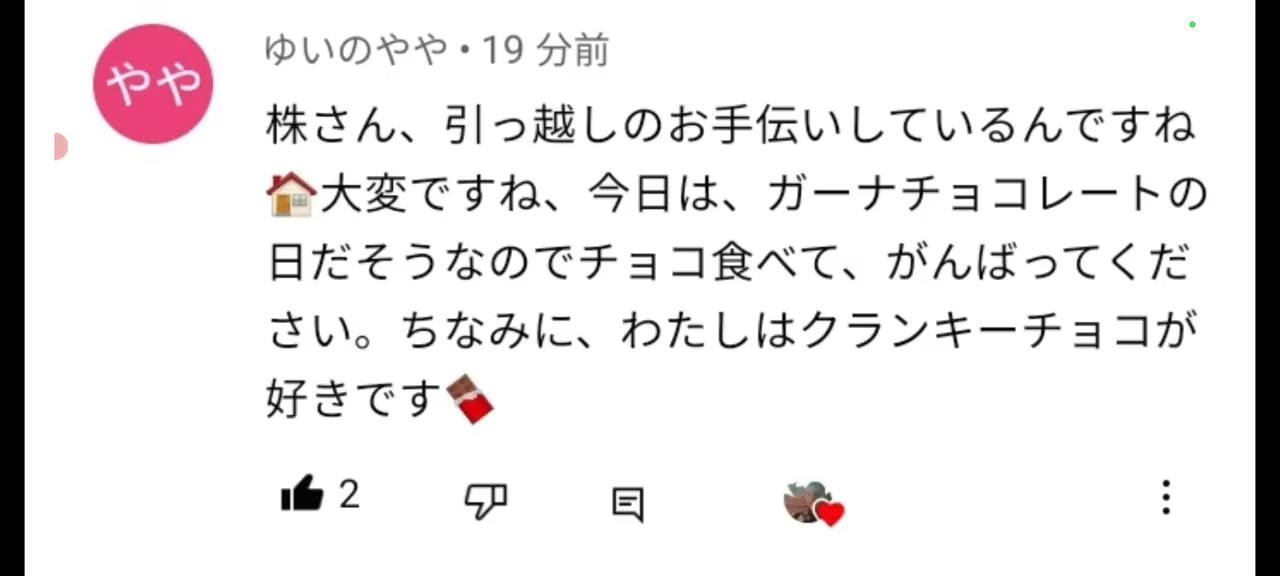 やや
ゆいのやや • 19 分前
株さん、引っ越しのお手伝いしているんですね
🏠大変ですね、今日は、ガーナチョコレートの
日だそうなのでチョコ食べて、がんばってくだ
さい。ちなみに、わたしはクランキーチョコが
好きです🍫
2